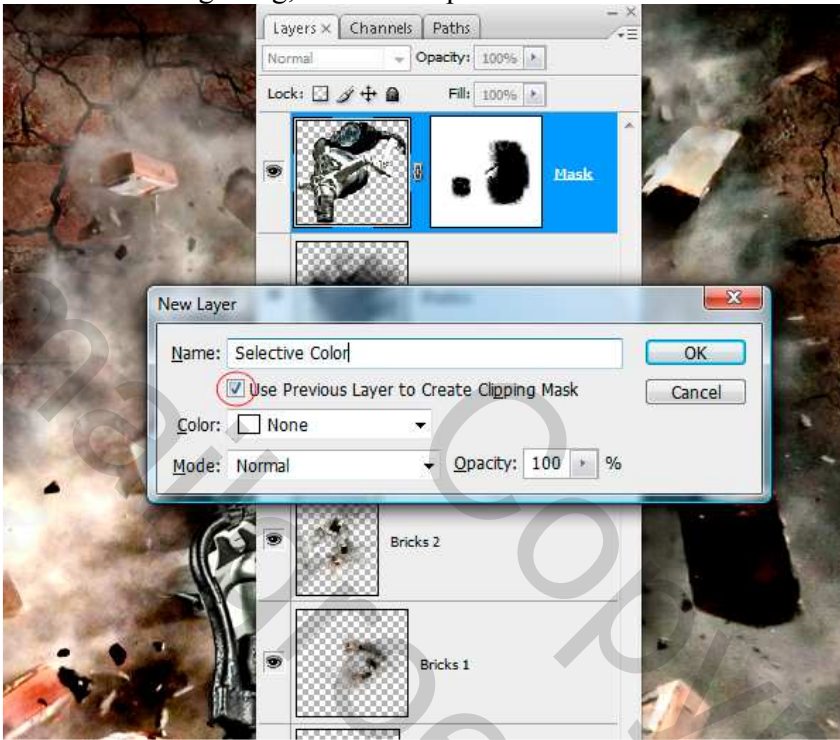 Layers × Channels Paths
Normal Opacity: 100%
Lock: Fill: 100%
Mask
New Layer
Name: Selective Color
Use Previous Layer to Create Clipping Mask
OK
Cancel
Color: None
Mode: Normal Opacity: 100 %
Bricks 2
Bricks 1